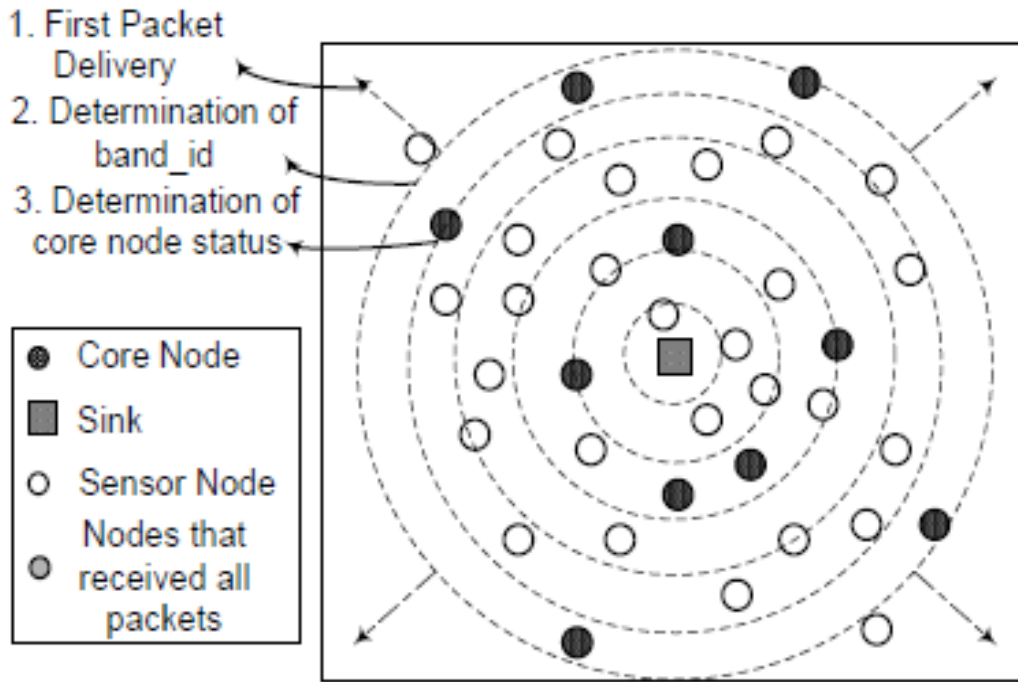 1. First Packet
Delivery
2. Determination of
band_id
3. Determination of
core node status
Core Node
Sink
Sensor Node
Nodes that
received all
packets